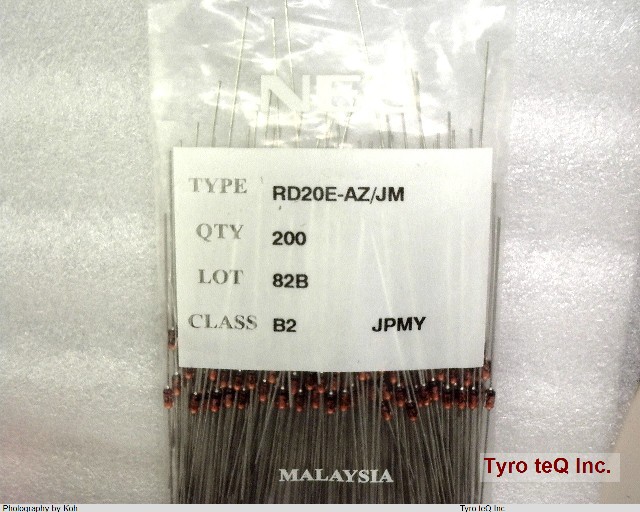 NEC
TYPE RD20E-AZ/JM
QTY 200
LOT 82B
CLASS B2 JPMY
MALAYSIA
Tyro teQ Inc.
Photography by Koh Tyro teQ Inc